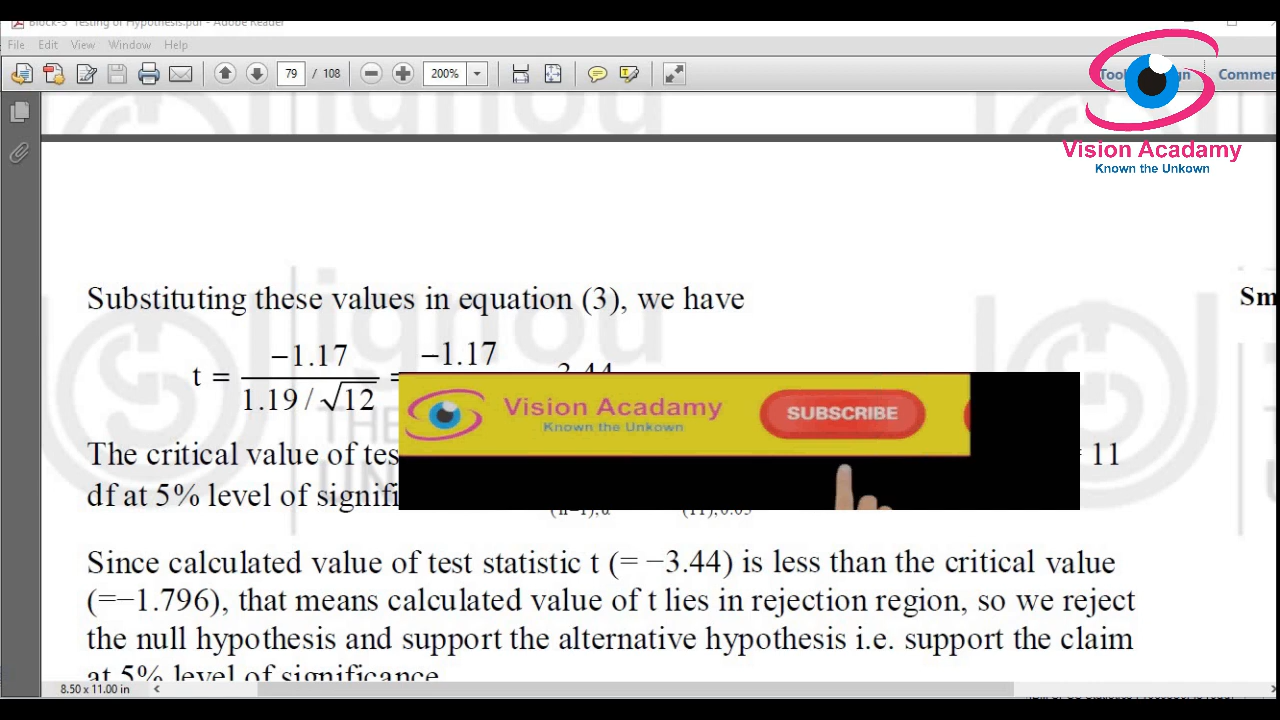 Block-3 Testing of Hypothesis.pdf - Adobe Reader
File Edit View Window Help
79 / 108 200% Comme
Vision Acadamy
Known the Unkown
Substituting these values in equation (3), we have
Sm
t = −1.17 / 1.19 / √12 = −1.17
The critical value of tes
11
df at 5% level of signifi
Vision Acadamy
Known the Unkown
SUBSCRIBE
Since calculated value of test statistic t (= −3.44) is less than the critical value
(=−1.796), that means calculated value of t lies in rejection region, so we reject
the null hypothesis and support the alternative hypothesis i.e. support the claim
at 5% level of significance.
8.50 x 11.00 in